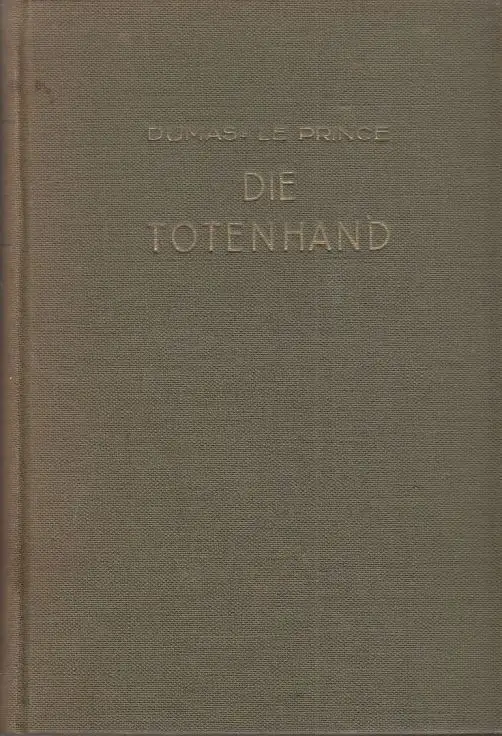 DUMAS - LE PRINCE
DIE
TOTENHAND